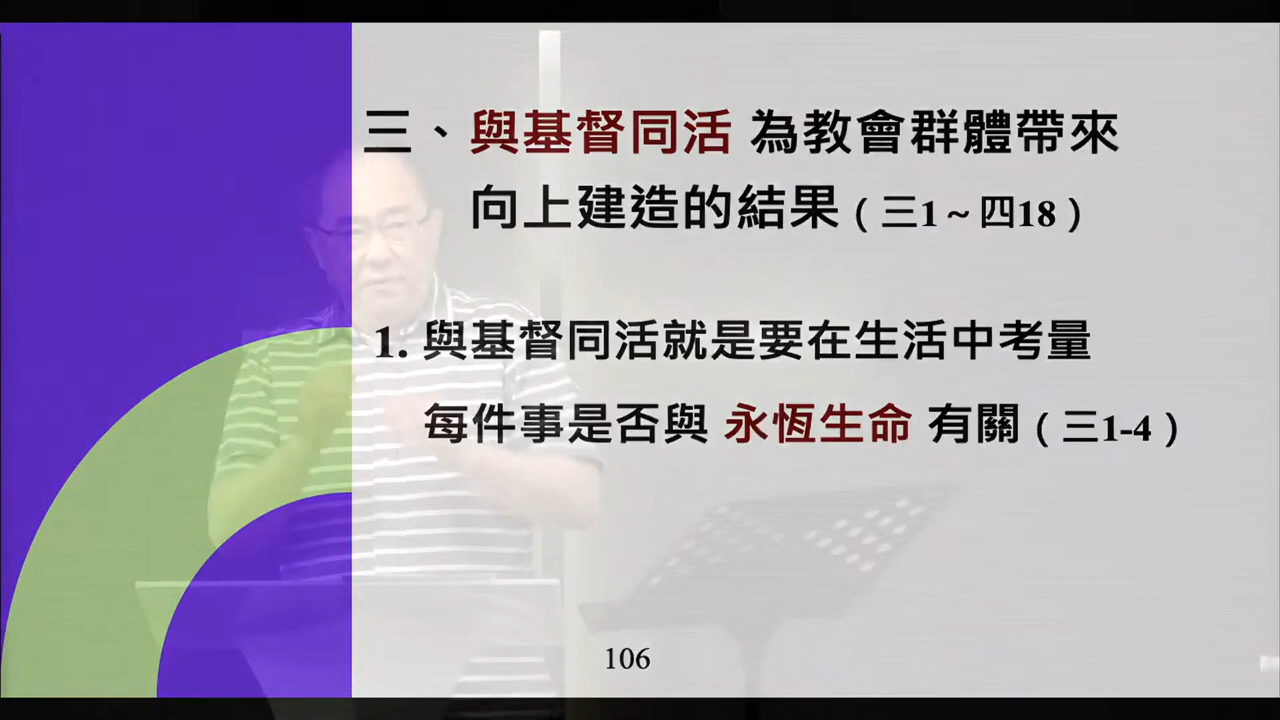 三、與基督同活 為教會群體帶來
向上建造的結果（三1～四18）
1. 與基督同活就是要在生活中考量
每件事是否與 永恆生命 有關（三1-4）
106